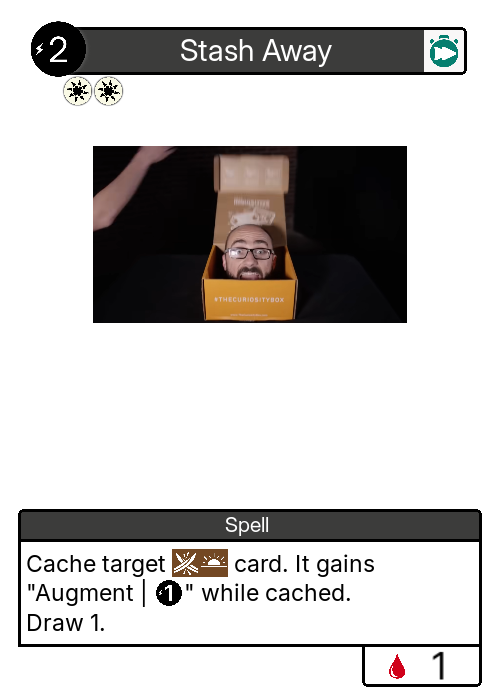 2
Stash Away
#THECURIOSITYBOX
Spell
Cache target card. It gains
"Augment | 1" while cached.
Draw 1.
1